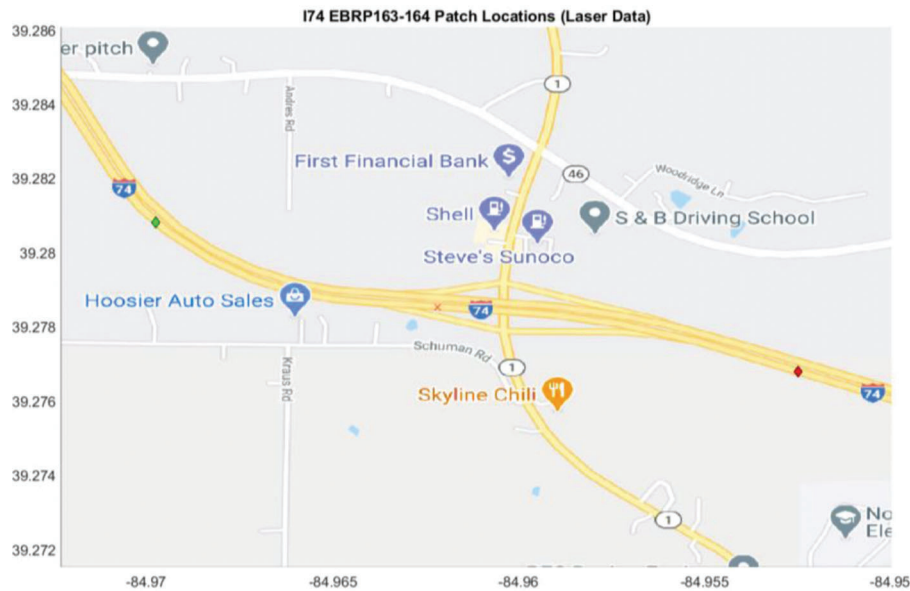 I74 EBRP163-164 Patch Locations (Laser Data)
39.286
er pitch
1
39.284
Andres Rd
First Financial Bank
$
46
Woodridge Ln
39.282
74
Shell
S & B Driving School
39.28
Steve's Sunoco
Hoosier Auto Sales
74
39.278
Schuman Rd
1
Kraus Rd
Skyline Chili
74
39.276
39.274
1
No
Ele
39.272
-84.97
-84.965
-84.96
-84.955
-84.95